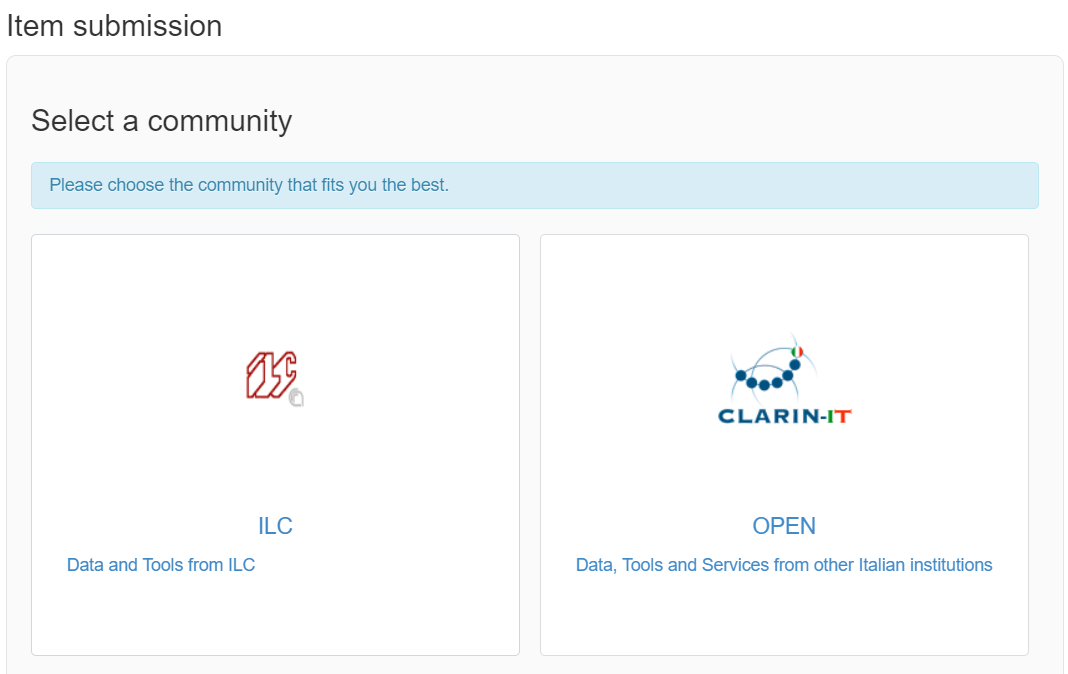 Item submission
Select a community
Please choose the community that fits you the best.
ILC
CLARIN-IT
ILC
Data and Tools from ILC
OPEN
Data, Tools and Services from other Italian institutions